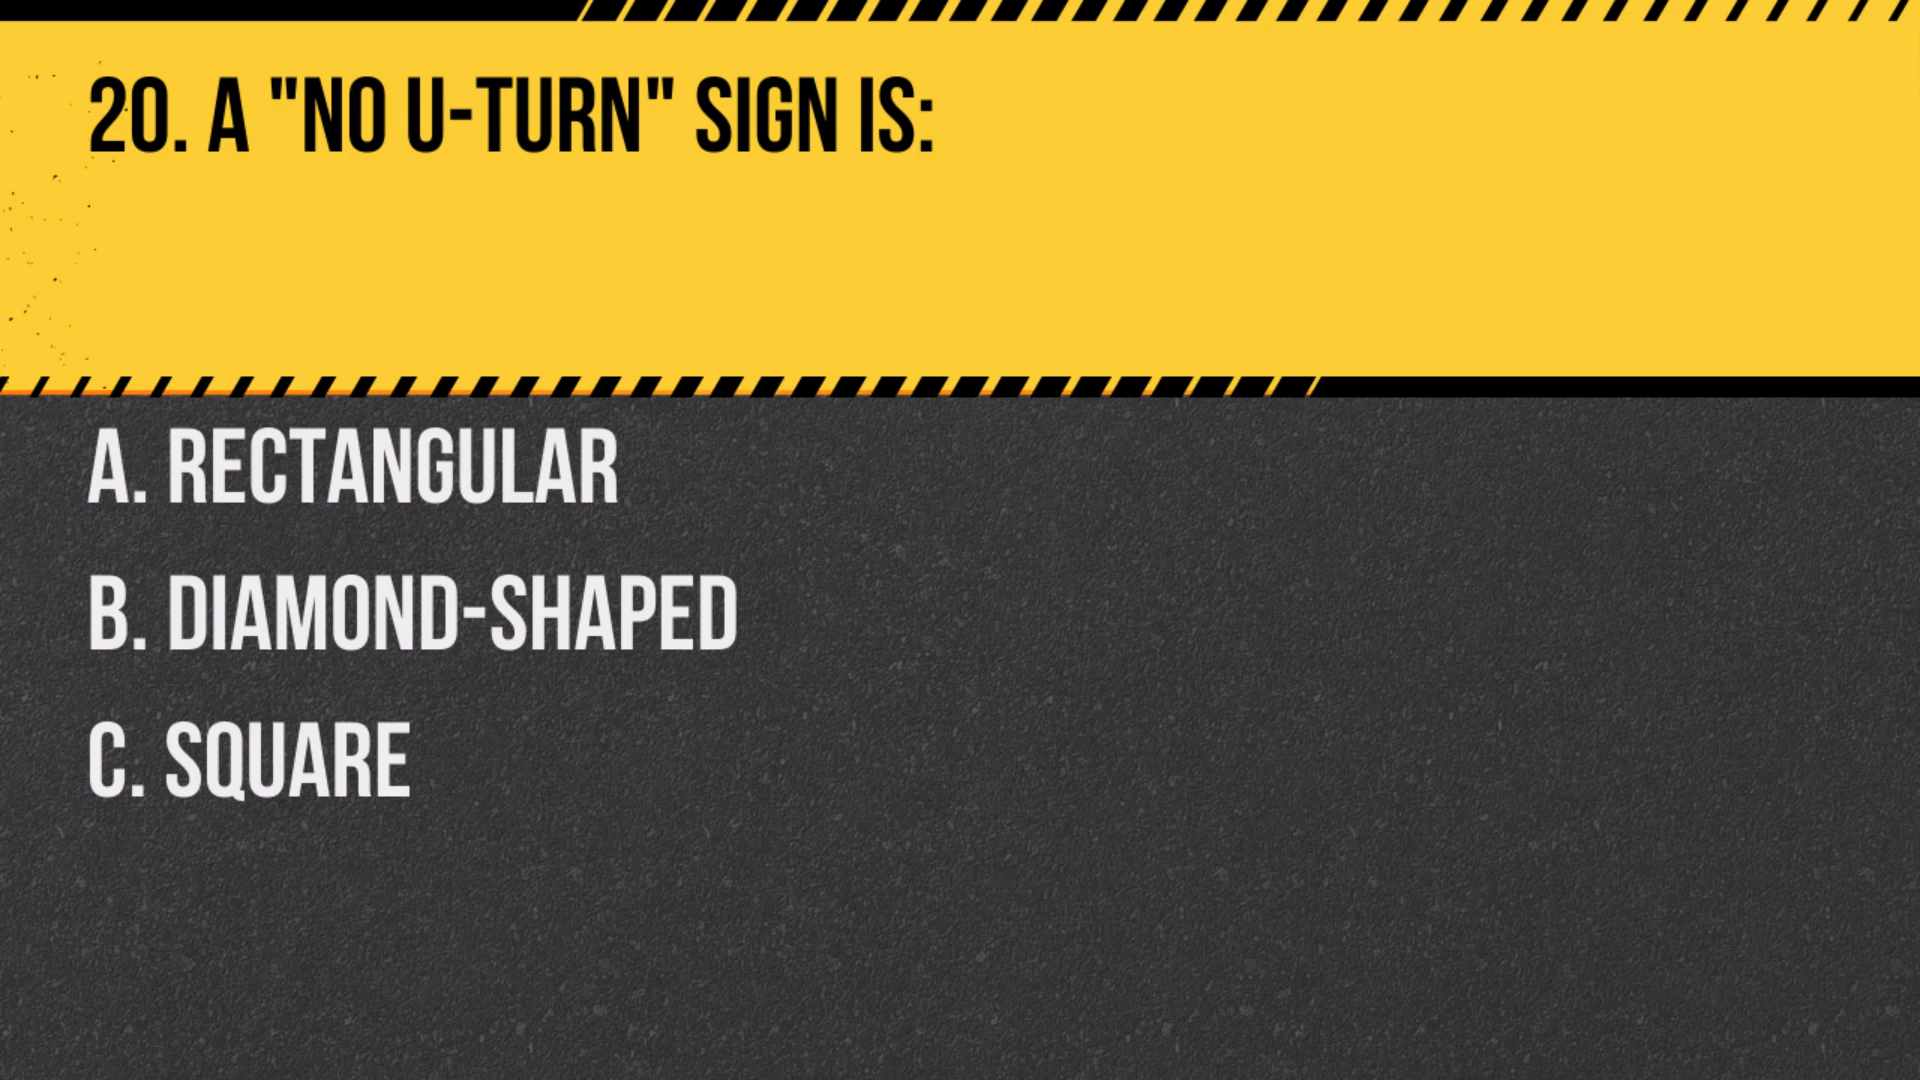 20. A "NO U-TURN" SIGN IS:
A. RECTANGULAR
B. DIAMOND-SHAPED
C. SQUARE